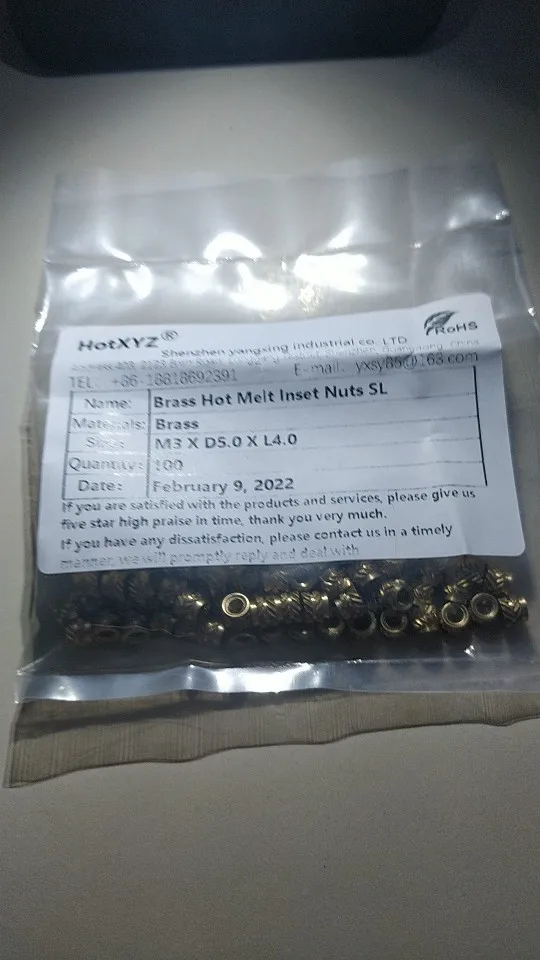 HotXYZ®
RoHS
Shenzhen yangxing industrial co. LTD
TEL: +86-18818692391 E-mail: yxsy85@163.com
Name: Brass Hot Melt Inset Nuts SL
Materials: Brass
Size: M3 X D5.0 X L4.0
Quantity: 100
Date: February 9, 2022
If you are satisfied with the products and services, please give us
five star high praise in time, thank you very much.
If you have any dissatisfaction, please contact us in a timely
manner, we will promptly reply and deal with